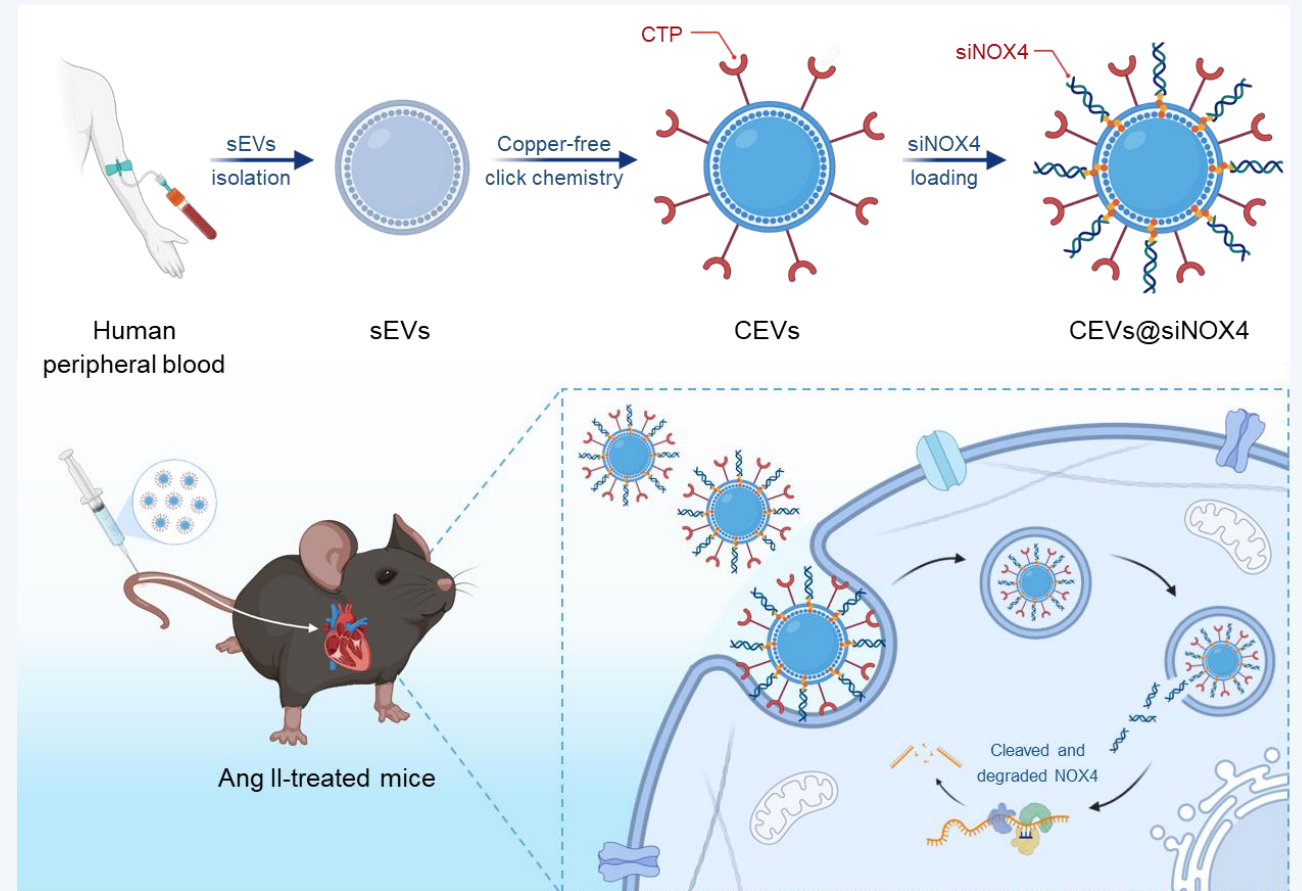 CTP
siNOX4
sEVs
isolation
Copper-free
click chemistry
siNOX4
loading
Human
peripheral blood
sEVs
CEVs
CEVs@siNOX4
Ang II-treated mice
Cleaved and
degraded NOX4